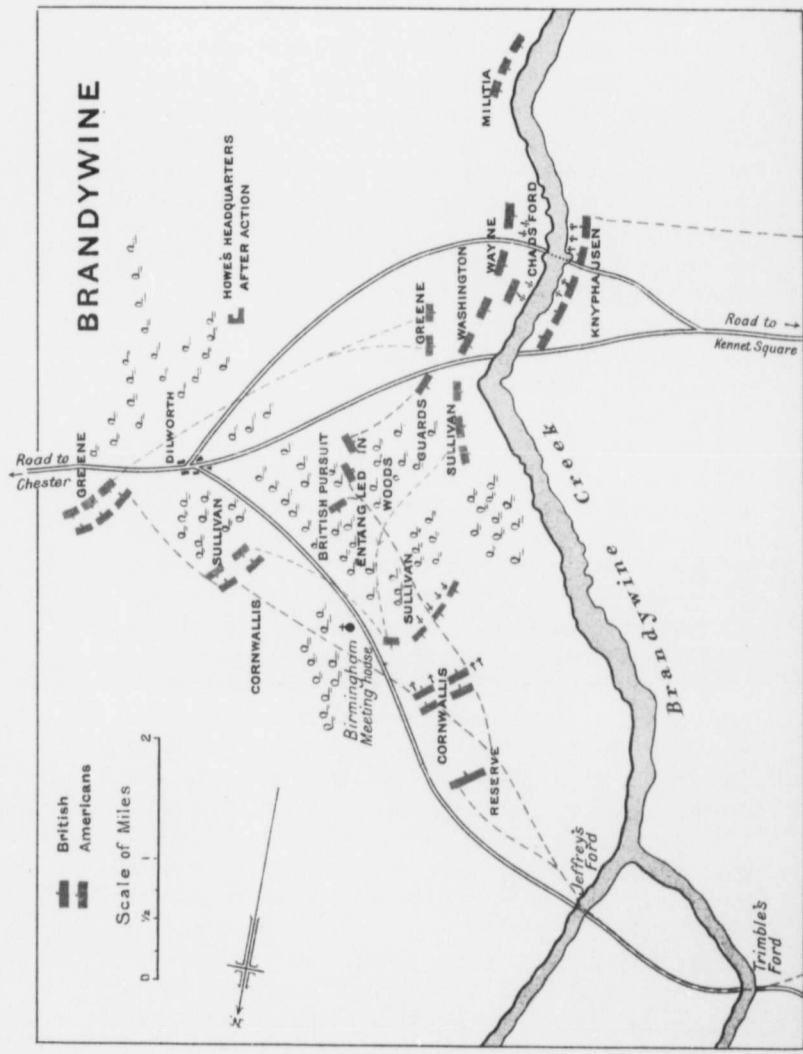 BRANDYWINE
British
Americans
Scale of Miles
0 ½ 1 2
N
Road to
Chester
GREENE
DILWORTH
HOWE'S HEADQUARTERS
AFTER ACTION
SULLIVAN
CORNWALLIS
BRITISH PURSUIT
ENTANGLED IN
WOODS
Birmingham
Meeting house
SULLIVAN
GUARDS
SULLIVAN
GREENE
WASHINGTON
WAYNE
CHADS FORD
MILITIA
KNYPHAUSEN
CORNWALLIS
RESERVE
Brandywine Creek
Jeffrey's
Ford
Trimble's
Ford
Road to
Kennet Square